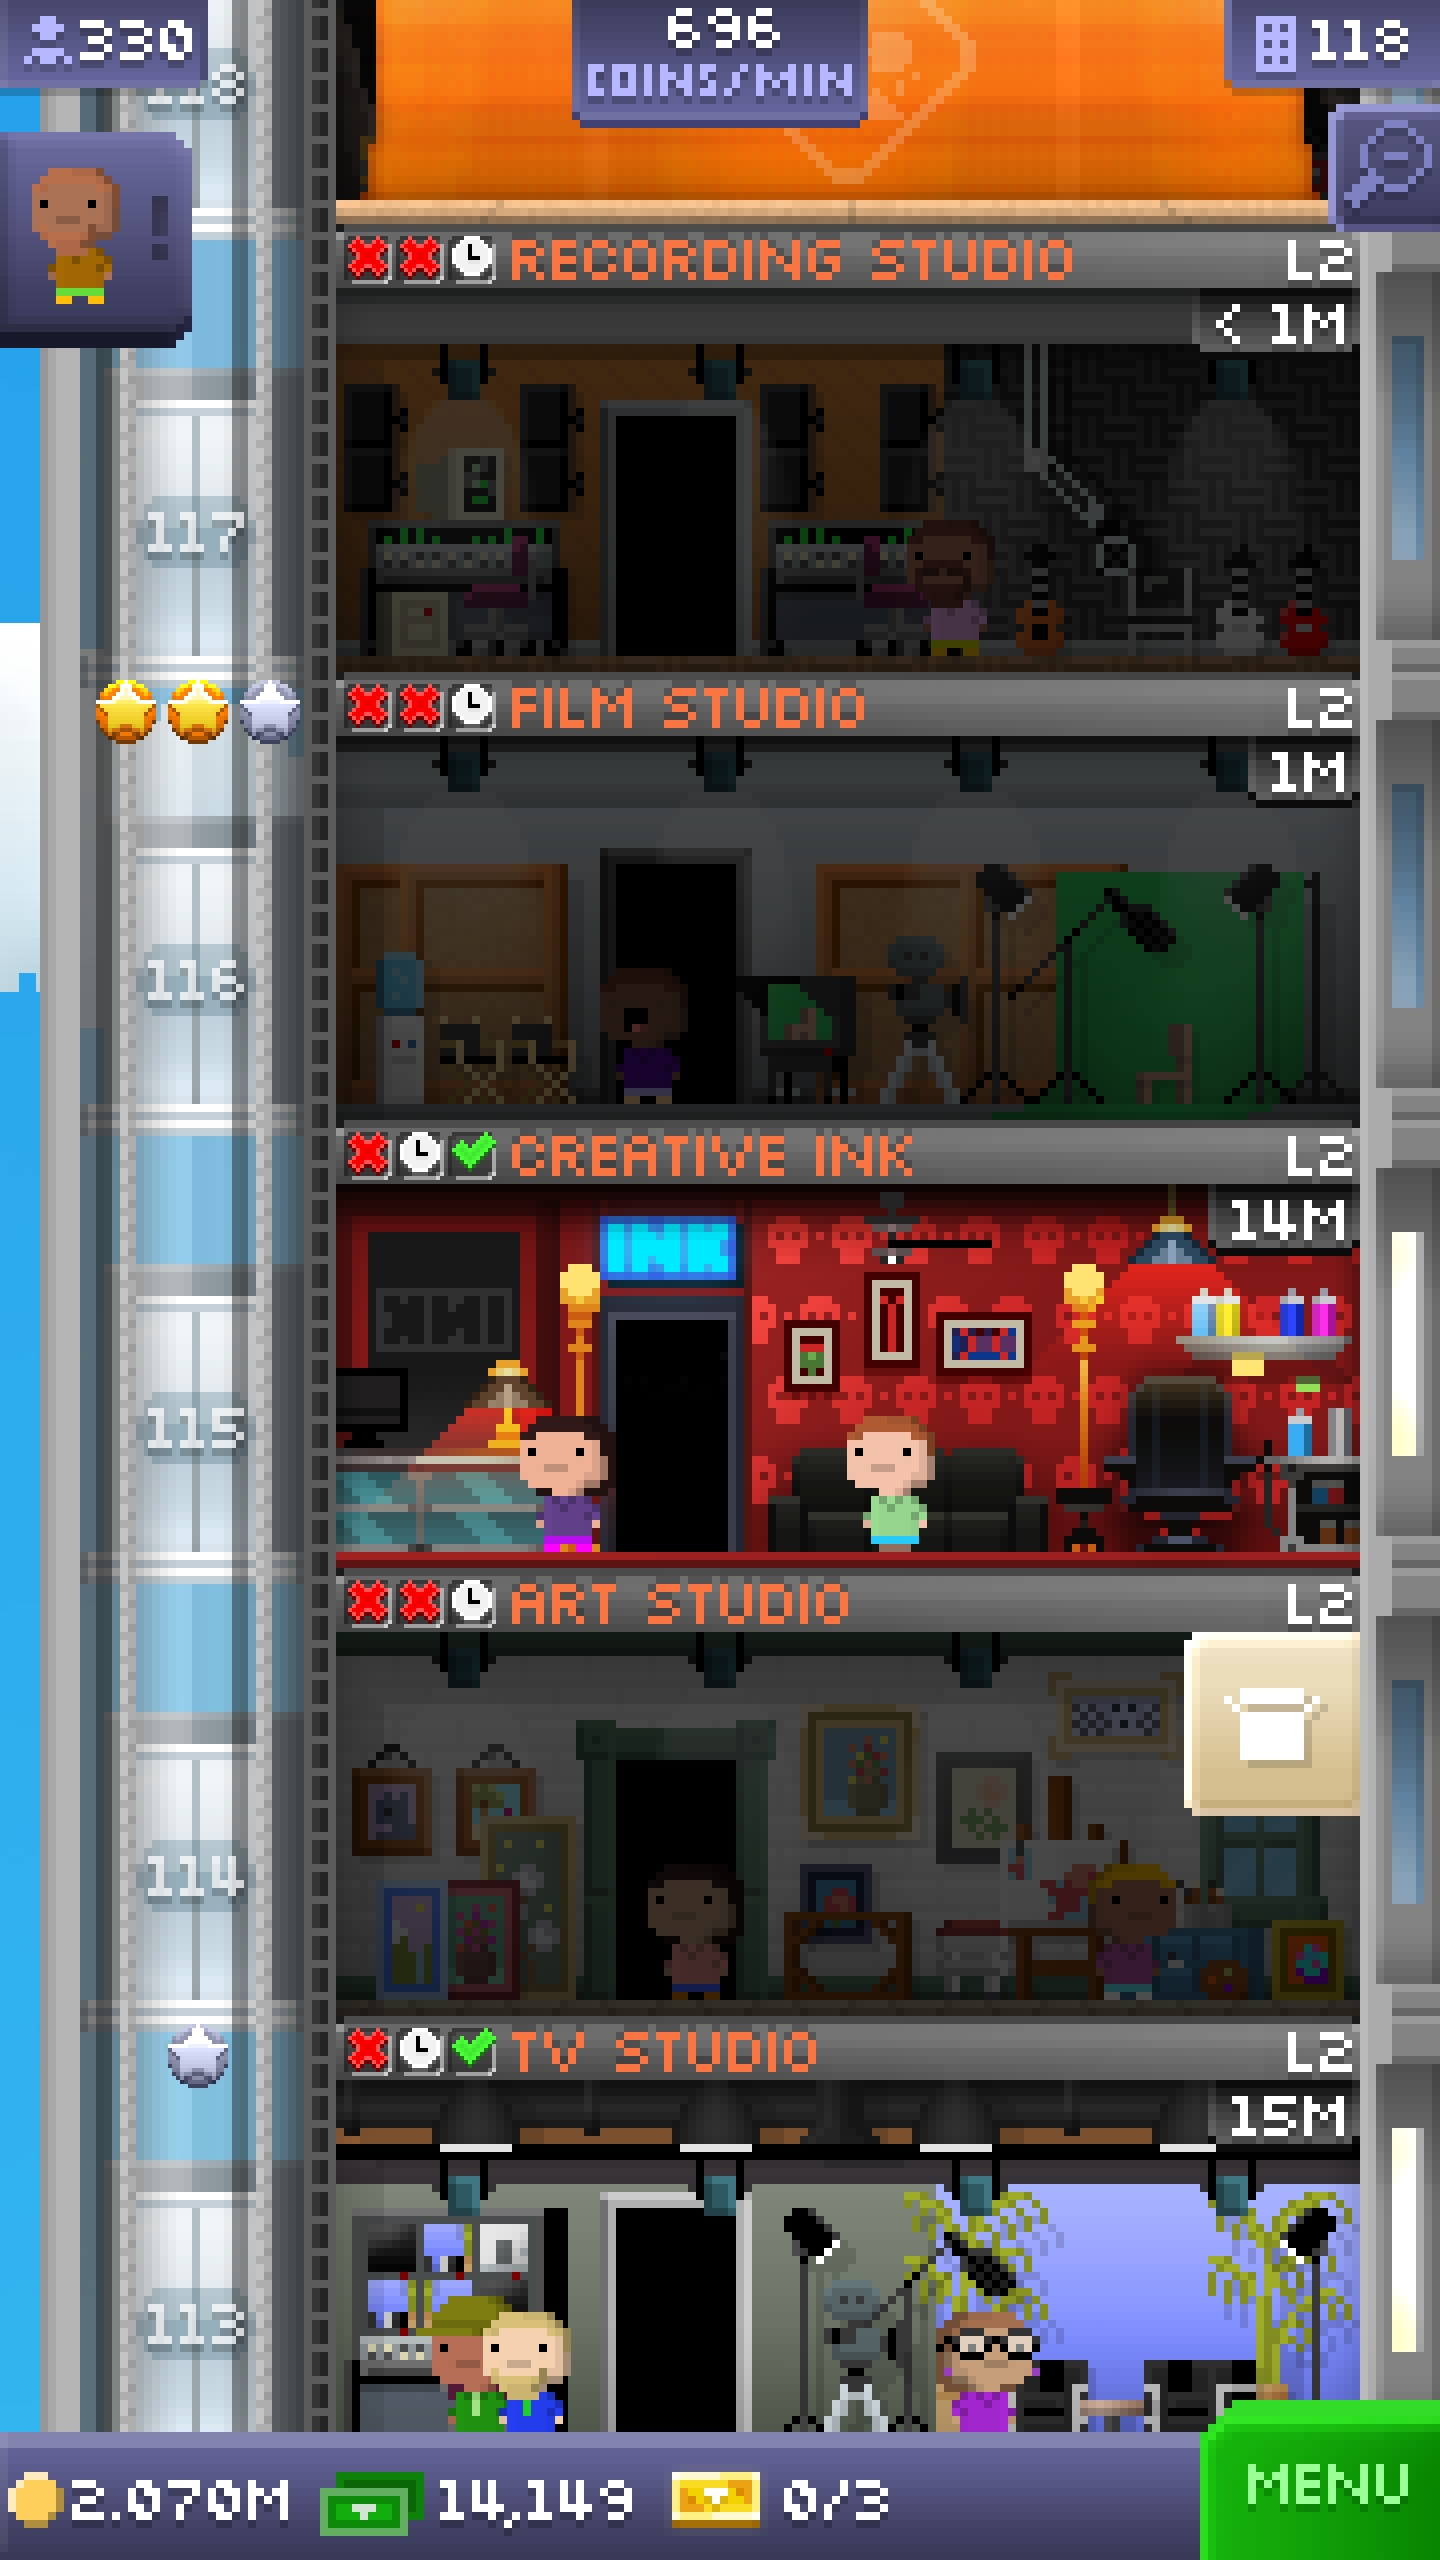 330
696
COINS/MIN
118
118
RECORDING STUDIO L2
< 1M
117
FILM STUDIO L2
1M
116
CREATIVE INK L2
14M
INK
115
ART STUDIO L2
114
TV STUDIO L2
15M
113
2.070M 14,149 0/3
MENU